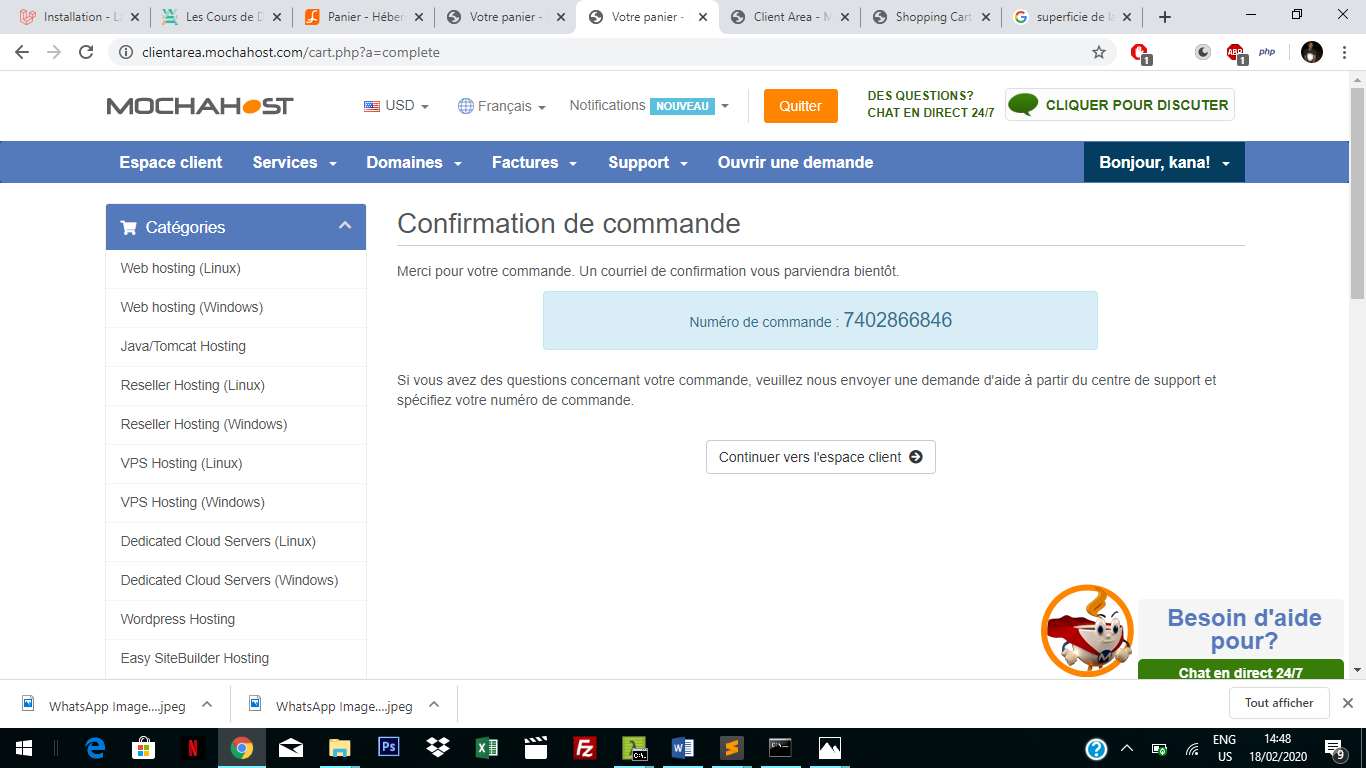 Installation - La
Les Cours de D
Panier - Héber
Votre panier -
Votre panier -
Client Area - M
Shopping Cart
superficie de la
clientarea.mochahost.com/cart.php?a=complete
1
ABP
1
php
MOCHAHOST
USD
Français
Notifications NOUVEAU
Quitter
DES QUESTIONS?
CHAT EN DIRECT 24/7
CLIQUER POUR DISCUTER
Espace client
Services
Domaines
Factures
Support
Ouvrir une demande
Bonjour, kana!
Catégories
Web hosting (Linux)
Web hosting (Windows)
Java/Tomcat Hosting
Reseller Hosting (Linux)
Reseller Hosting (Windows)
VPS Hosting (Linux)
VPS Hosting (Windows)
Dedicated Cloud Servers (Linux)
Dedicated Cloud Servers (Windows)
Wordpress Hosting
Easy SiteBuilder Hosting
Confirmation de commande
Merci pour votre commande. Un courriel de confirmation vous parviendra bientôt.
Numéro de commande : 7402866846
Si vous avez des questions concernant votre commande, veuillez nous envoyer une demande d'aide à partir du centre de support et
spécifiez votre numéro de commande.
Continuer vers l'espace client
Besoin d'aide
pour?
Chat en direct 24/7
WhatsApp Image....jpeg
WhatsApp Image....jpeg
Tout afficher
ENG
US
14:48
18/02/2020
9